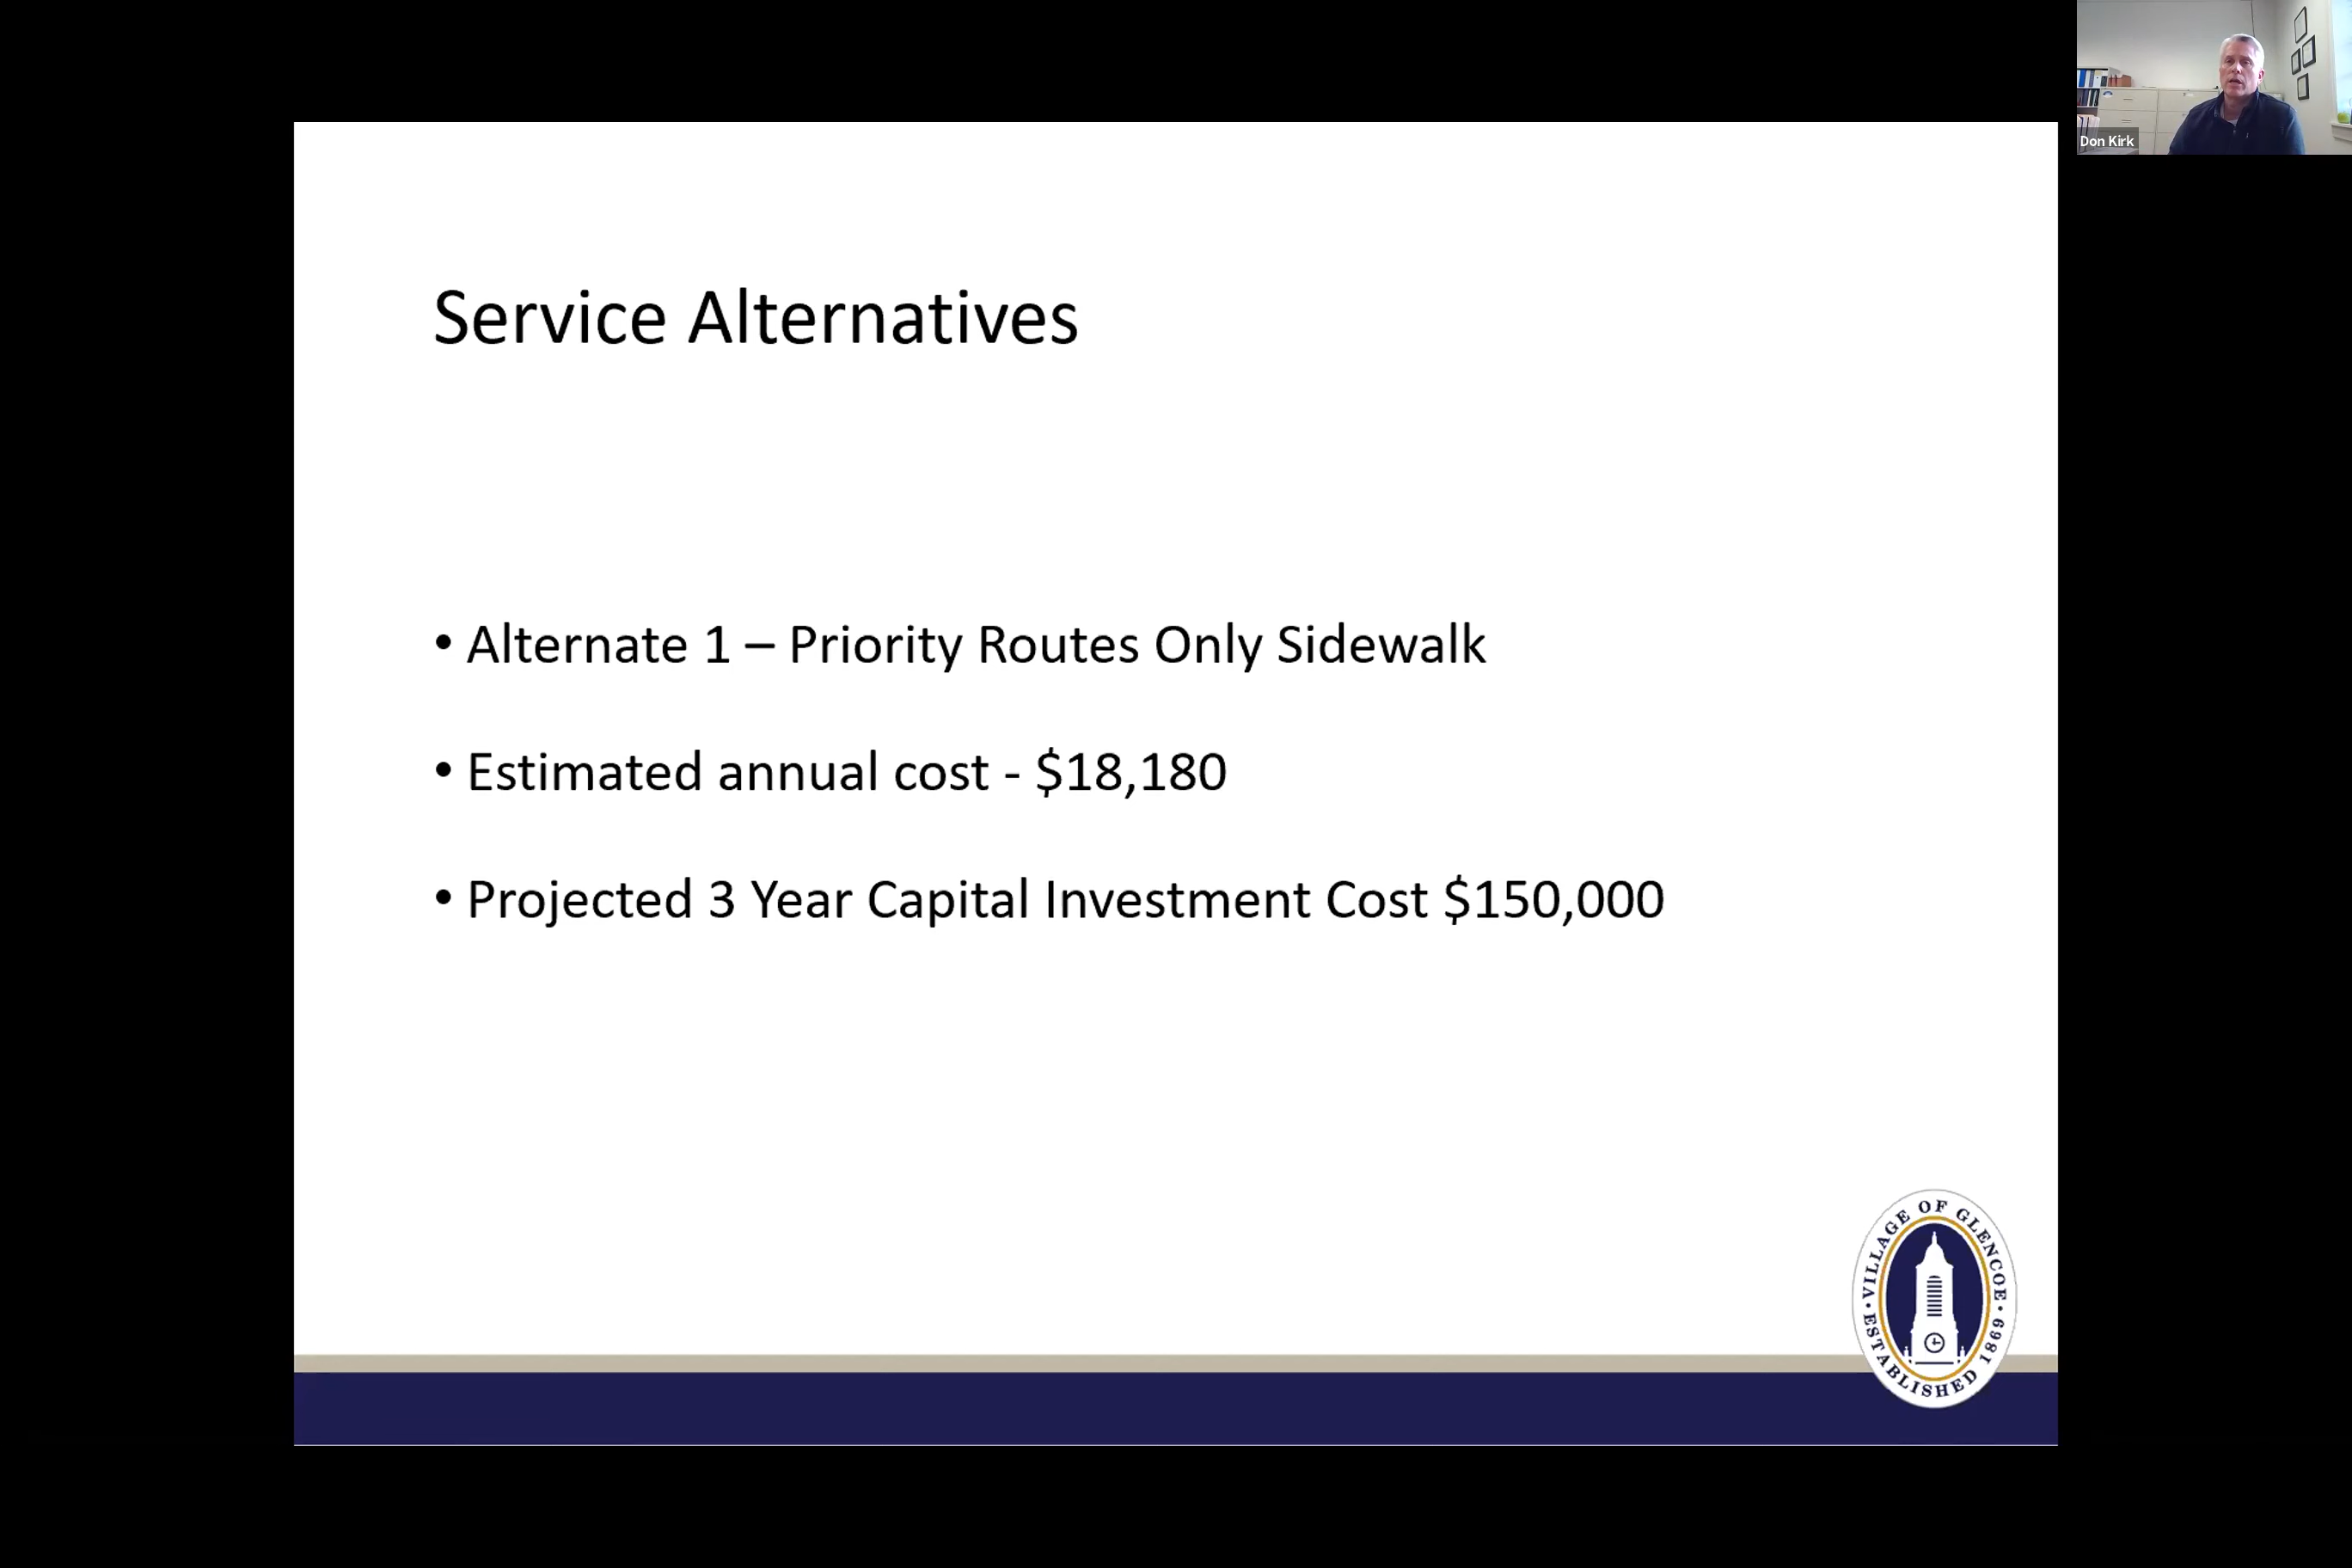 Don Kirk
Service Alternatives
• Alternate 1 – Priority Routes Only Sidewalk
• Estimated annual cost - $18,180
• Projected 3 Year Capital Investment Cost $150,000
• VILLAGE OF GLENCOE •
ESTABLISHED 1869